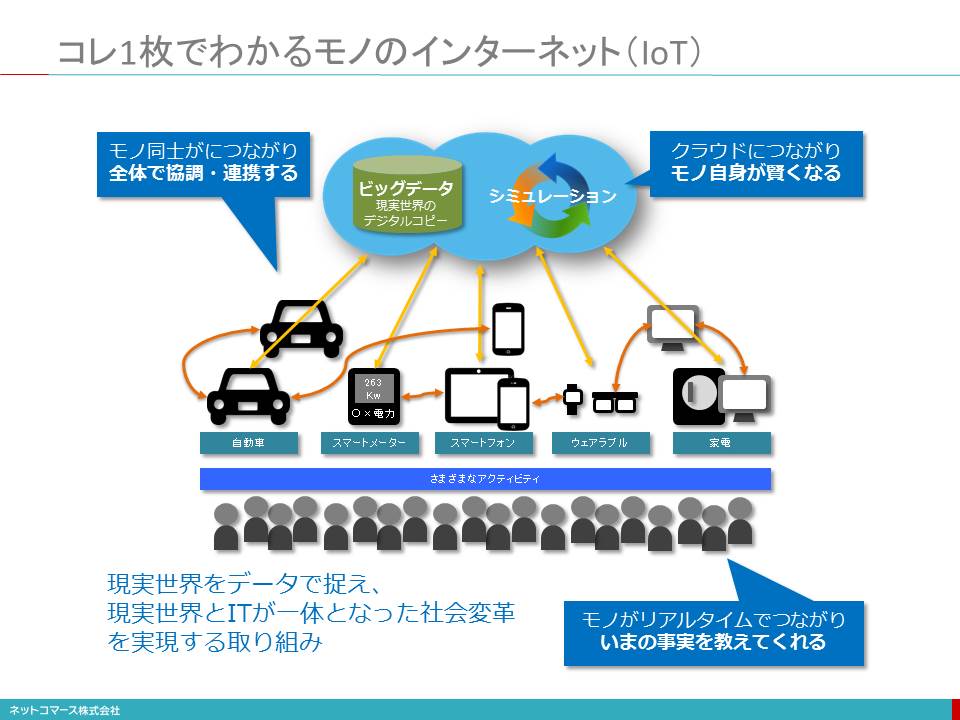 コレ1枚でわかるモノのインターネット（IoT）
モノ同士がにつながり
全体で協調・連携する
ビッグデータ
現実世界の
デジタルコピー
シミュレーション
クラウドにつながり
モノ自身が賢くなる
263
Kw
○×電力
自動車
スマートメーター
スマートフォン
ウェアラブル
家電
さまざまなアクティビティ
現実世界をデータで捉え、
現実世界とITが一体となった社会変革
を実現する取り組み
モノがリアルタイムでつながり
いまの事実を教えてくれる
ネットコマース株式会社